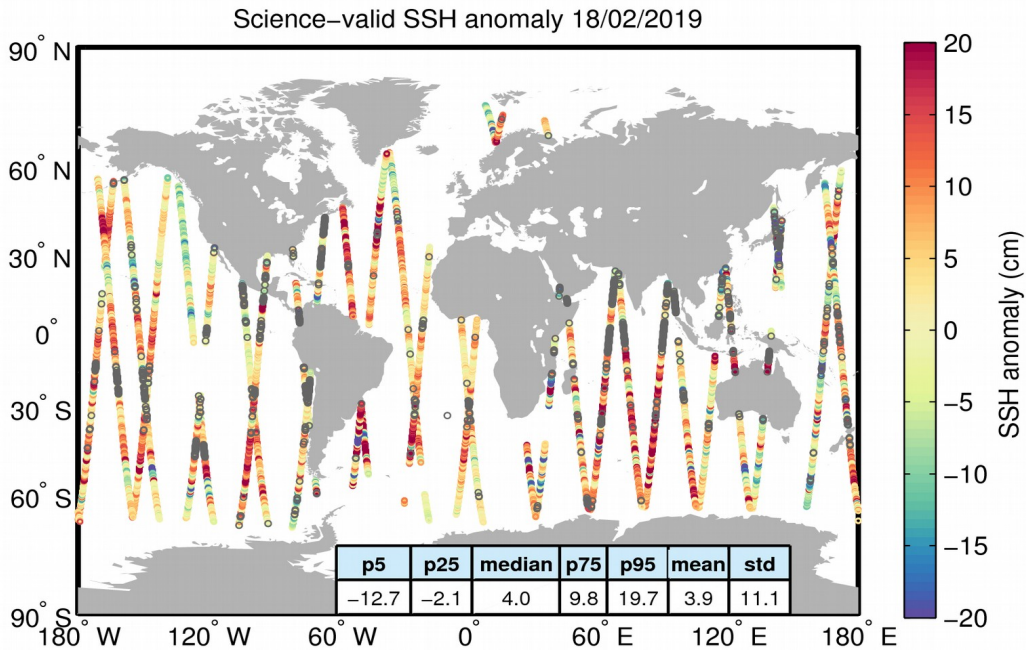 Science−valid SSH anomaly 18/02/2019
90° N
60° N
30° N
0°
30° S
60° S
90° S
180° W
120° W
60° W
0°
60° E
120° E
180° E
p5 p25 median p75 p95 mean std
−12.7 −2.1 4.0 9.8 19.7 3.9 11.1
20
15
10
5
0
−5
−10
−15
−20
SSH anomaly (cm)